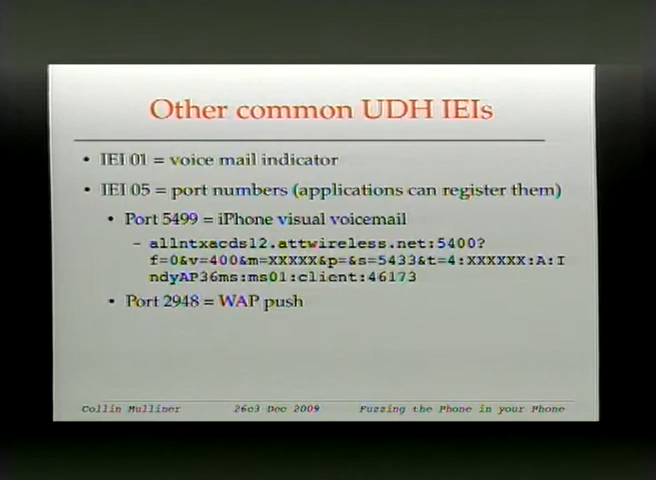 Other common UDH IEIs
• IEI 01 = voice mail indicator
• IEI 05 = port numbers (applications can register them)
• Port 5499 = iPhone visual voicemail
– allntxacds12.attwireless.net:5400?
f=0&v=400&m=XXXXX&p=&s=5433&t=4:XXXXXX:A:I
ndyAP36ms:ms01:client:46173
• Port 2948 = WAP push
Collin Mulliner 26c3 Dec 2009 Fuzzing the Phone in your Phone